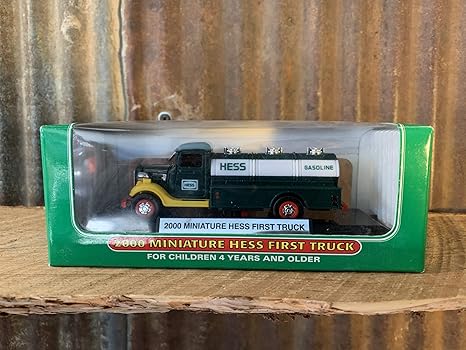 HESS
GASOLINE
HESS
2000 MINIATURE HESS FIRST TRUCK
2000 MINIATURE HESS FIRST TRUCK
FOR CHILDREN 4 YEARS AND OLDER